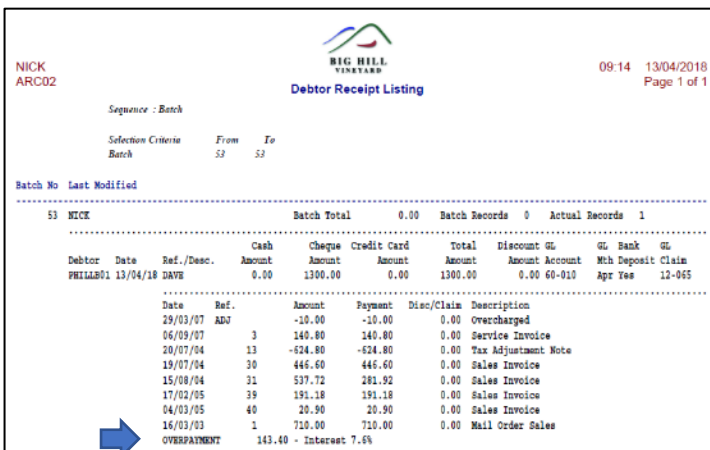 BIG HILL
VINEYARD
NICK 09:14 13/04/2018
ARC02 Page 1 of 1
Debtor Receipt Listing
Sequence : Batch
Selection Criteria From To
Batch 53 53
Batch No Last Modified
53 NICK Batch Total 0.00 Batch Records 0 Actual Records 1
Cash Cheque Credit Card Total Discount GL GL Bank GL
Debtor Date Ref./Desc. Amount Amount Amount Amount Amount Account Mth Deposit Claim
PHILLB01 13/04/18 DAVE 0.00 1300.00 0.00 1300.00 0.00 60-010 Apr Yes 12-065
Date Ref. Amount Payment Disc/Claim Description
29/03/07 ADJ -10.00 -10.00 0.00 Overcharged
06/09/07 3 140.80 140.80 0.00 Service Invoice
20/07/04 13 -624.80 -624.80 0.00 Tax Adjustment Note
19/07/04 30 446.60 446.60 0.00 Sales Invoice
15/08/04 31 537.72 281.92 0.00 Sales Invoice
17/02/05 39 191.18 191.18 0.00 Sales Invoice
04/03/05 40 20.90 20.90 0.00 Sales Invoice
16/03/03 1 710.00 710.00 0.00 Mail Order Sales
OVERPAYMENT 143.40 - Interest 7.6%